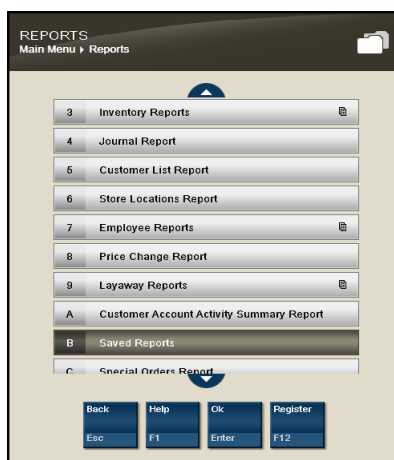 REPORTS
Main Menu ▸ Reports
3 Inventory Reports
4 Journal Report
5 Customer List Report
6 Store Locations Report
7 Employee Reports
8 Price Change Report
9 Layaway Reports
A Customer Account Activity Summary Report
B Saved Reports
C Special Orders Report
Back Help Ok Register
Esc F1 Enter F12